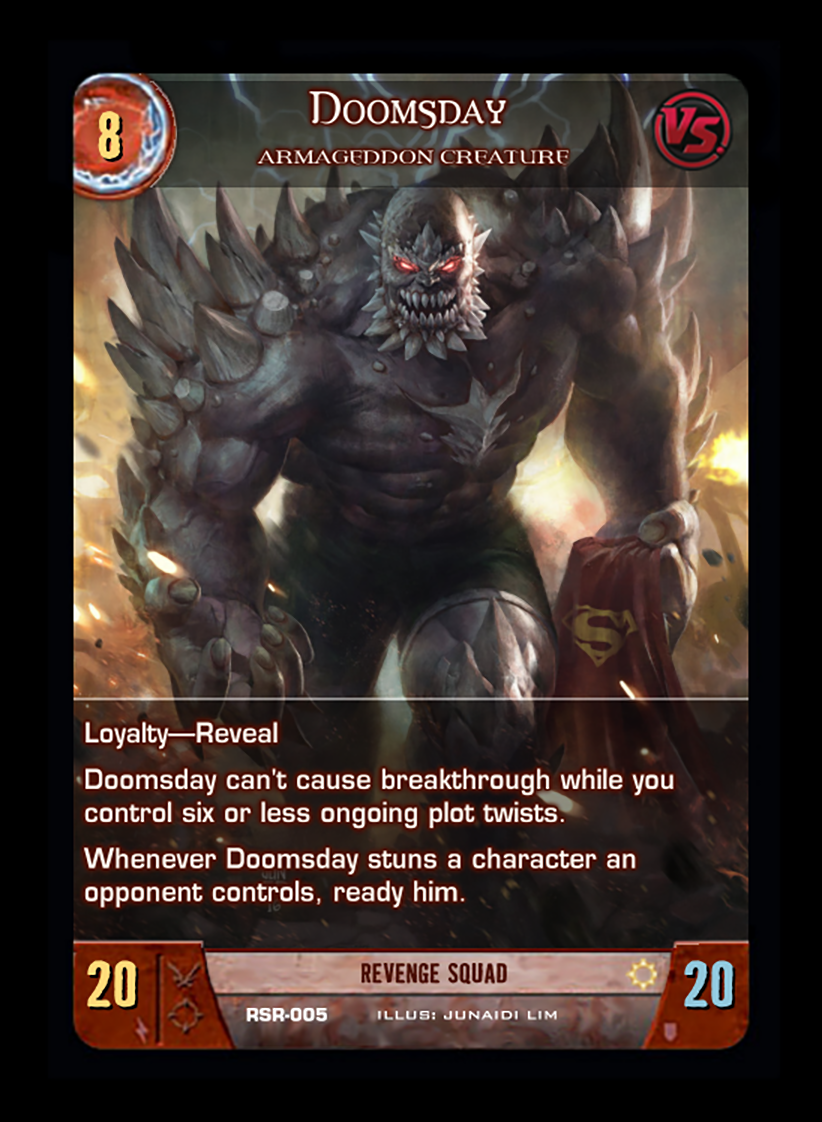 8
Doomsday
VS.
Armageddon Creature
S
Loyalty—Reveal
Doomsday can't cause breakthrough while you
control six or less ongoing plot twists.
Whenever Doomsday stuns a character an
opponent controls, ready him.
20
REVENGE SQUAD
20
RSR-005 ILLUS: JUNAIDI LIM